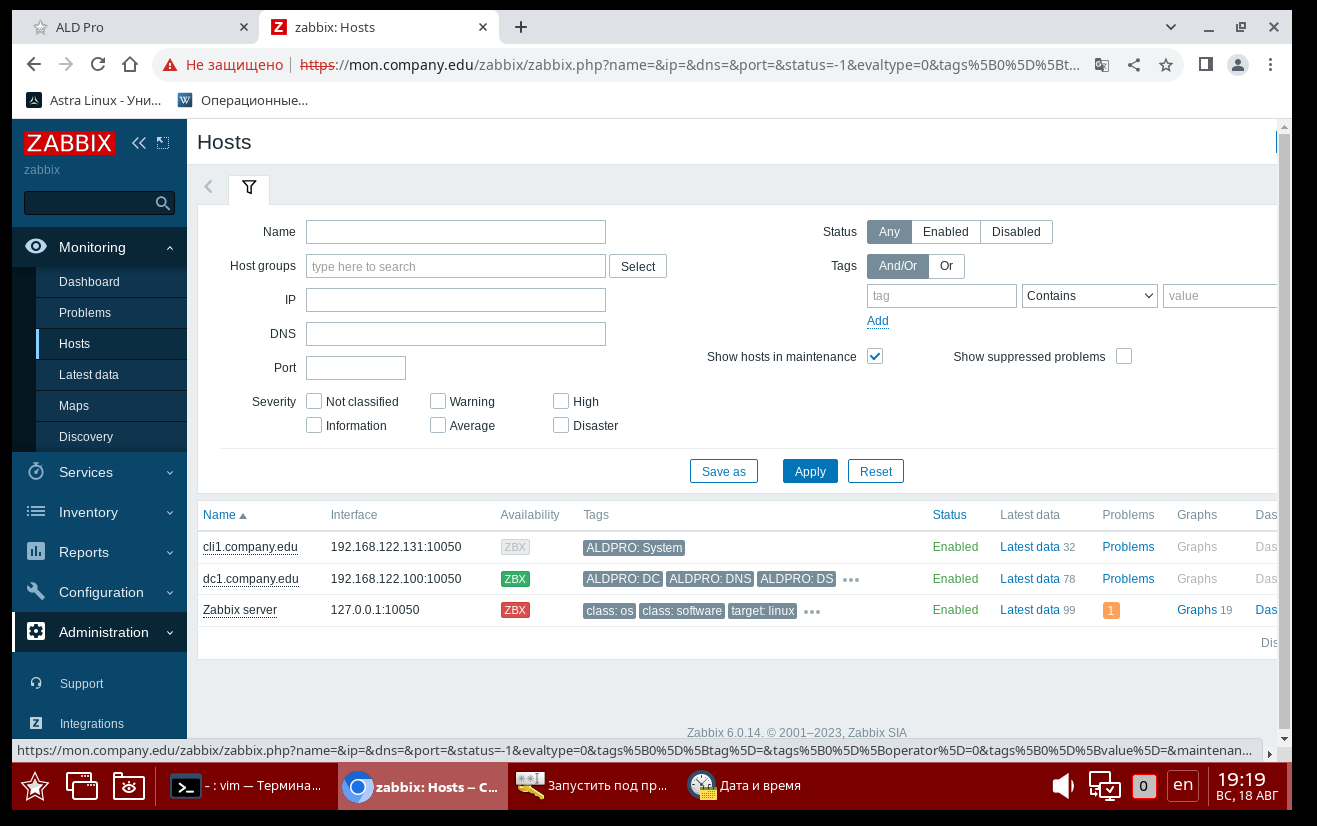 ALD Pro
zabbix: Hosts
Не защищено
https://mon.company.edu/zabbix/zabbix.php?name=&ip=&dns=&port=&status=-1&evaltype=0&tags%5B0%5D%5Bt...
Astra Linux - Уни...
Операционные...
ZABBIX
zabbix
Monitoring
Dashboard
Problems
Hosts
Latest data
Maps
Discovery
Services
Inventory
Reports
Configuration
Administration
Support
Integrations
Hosts
Name
Host groups
type here to search
Select
IP
DNS
Port
Severity
Not classified
Warning
High
Information
Average
Disaster
Status
Any
Enabled
Disabled
Tags
And/Or
Or
tag
Contains
value
Add
Show hosts in maintenance
Show suppressed problems
Save as
Apply
Reset
Name Interface Availability Tags Status Latest data Problems Graphs Das
cli1.company.edu 192.168.122.131:10050 ZBX ALDPRO: System Enabled Latest data 32 Problems Graphs Das
dc1.company.edu 192.168.122.100:10050 ZBX ALDPRO: DC ALDPRO: DNS ALDPRO: DS Enabled Latest data 78 Problems Graphs Das
Zabbix server 127.0.0.1:10050 ZBX class: os class: software target: linux Enabled Latest data 99 1 Graphs 19 Das
Dis
Zabbix 6.0.14. © 2001–2023, Zabbix SIA
https://mon.company.edu/zabbix/zabbix.php?name=&ip=&dns=&port=&status=-1&evaltype=0&tags%5B0%5D%5Btag%5D=&tags%5B0%5D%5Boperator%5D=0&tags%5B0%5D%5Bvalue%5D=&maintenan...
- : vim — Термина...
zabbix: Hosts – C...
Запустить под пр...
Дата и время
0
en
19:19
ВС, 18 АВГ